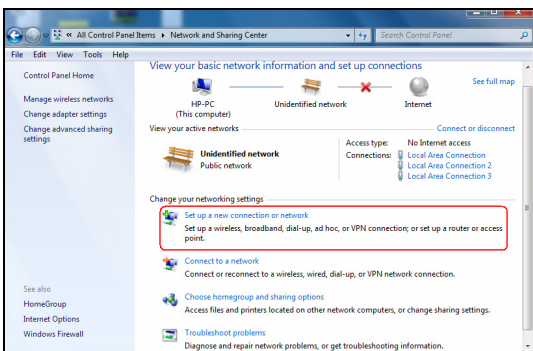 « All Control Panel Items ▸ Network and Sharing Center
Search Control Panel
File Edit View Tools Help
Control Panel Home
Manage wireless networks
Change adapter settings
Change advanced sharing
settings
See also
HomeGroup
Internet Options
Windows Firewall
View your basic network information and set up connections
See full map
HP-PC
(This computer)
Unidentified network
Internet
View your active networks
Connect or disconnect
Unidentified network
Public network
Access type: No Internet access
Connections: Local Area Connection
Local Area Connection 2
Local Area Connection 3
Change your networking settings
Set up a new connection or network
Set up a wireless, broadband, dial-up, ad hoc, or VPN connection; or set up a router or access
point.
Connect to a network
Connect or reconnect to a wireless, wired, dial-up, or VPN network connection.
Choose homegroup and sharing options
Access files and printers located on other network computers, or change sharing settings.
Troubleshoot problems
Diagnose and repair network problems, or get troubleshooting information.